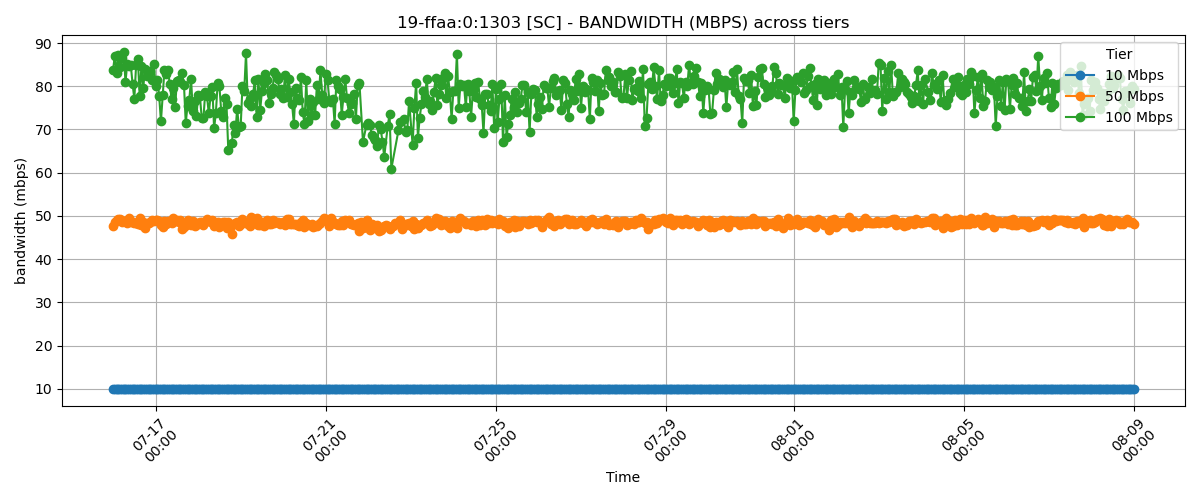 19-ffaa:0:1303 [SC] - BANDWIDTH (MBPS) across tiers
bandwidth (mbps)
90
80
70
60
50
40
30
20
10
Tier
10 Mbps
50 Mbps
100 Mbps
07-17 00:00
07-21 00:00
07-25 00:00
07-29 00:00
08-01 00:00
08-05 00:00
08-09 00:00
Time